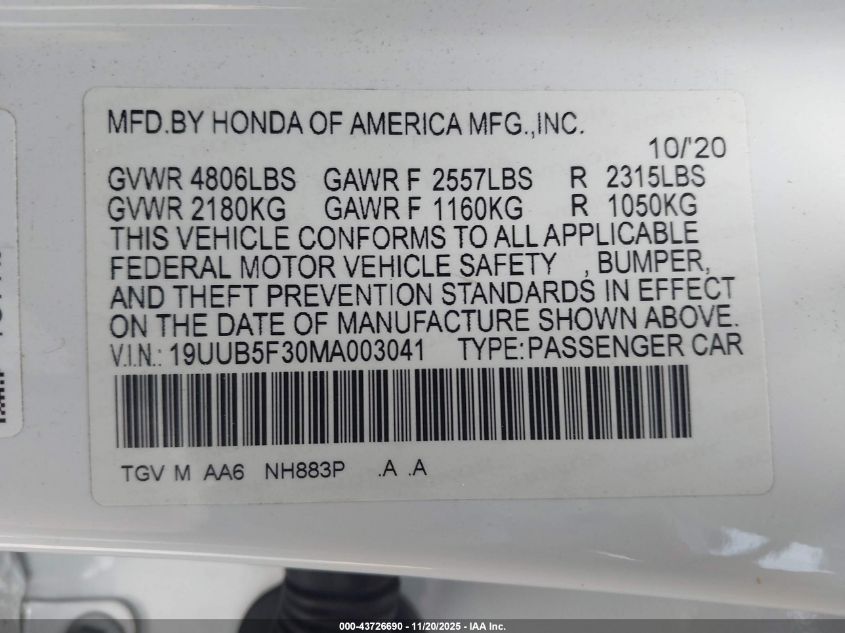 MFD.BY HONDA OF AMERICA MFG.,INC.
10/'20
GVWR 4806LBS GAWR F 2557LBS R 2315LBS
GVWR 2180KG GAWR F 1160KG R 1050KG
THIS VEHICLE CONFORMS TO ALL APPLICABLE
FEDERAL MOTOR VEHICLE SAFETY , BUMPER,
AND THEFT PREVENTION STANDARDS IN EFFECT
ON THE DATE OF MANUFACTURE SHOWN ABOVE.
V.I.N.: 19UUB5F30MA003041 TYPE:PASSENGER CAR
TGV M AA6 NH883P .A .A
000-43726690 - 11/20/2025 - IAA Inc.